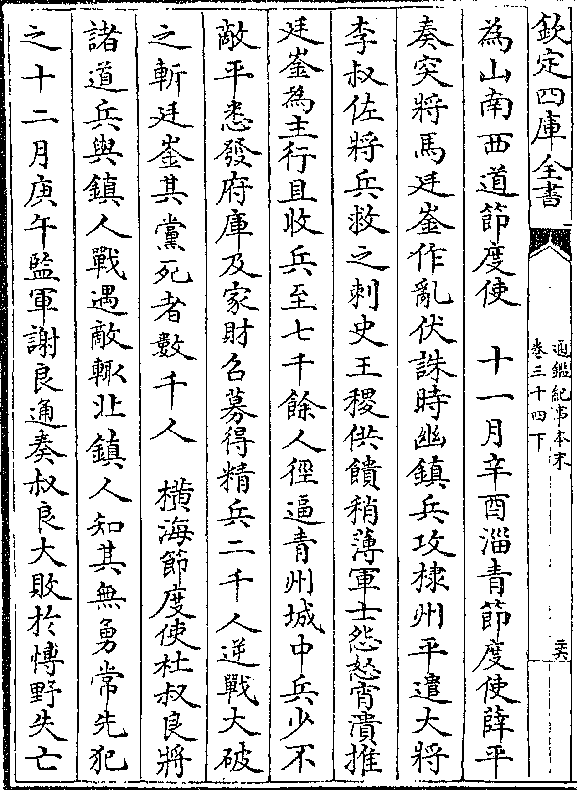 欽定四庫全書
通鑑紀事本末
卷三十四下
為山南西道節度使　十一月辛酉淄青節度使薛平
奏突將馬廷崟作亂伏誅時幽鎮兵攻棣州平遣大將
李叔佐將兵救之刺史王稷供饋稍薄軍士怨怒宵潰推
廷崟為主行且收兵至七千餘人徑逼青州城中兵少不
敵平悉發府庫及家財召募得精兵二千人逆戰大破
之斬廷崟其黨死者數千人　橫海節度使杜叔良將
諸道兵與鎮人戰遇敵輒北鎮人知其無勇常先犯
之十二月庚午監軍謝良通奏叔良大敗於博野失亡